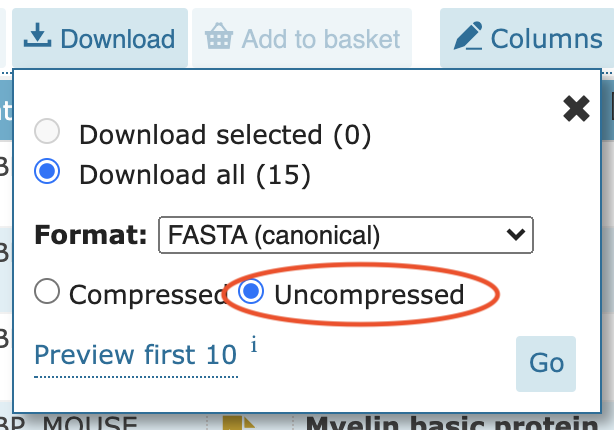 Download Add to basket Columns
Download selected (0)
Download all (15)
Format: FASTA (canonical)
Compressed Uncompressed
Preview first 10 i
Go
BP_MOUSE Myelin basic protein